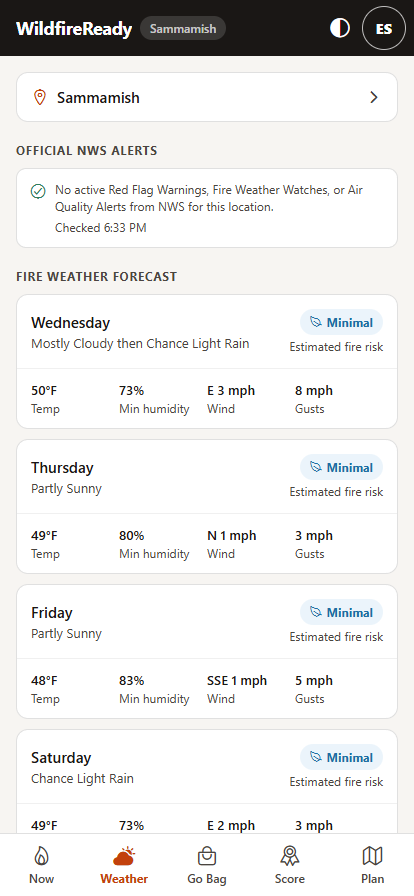 WildfireReady
Sammamish
ES
Sammamish
OFFICIAL NWS ALERTS
No active Red Flag Warnings, Fire Weather Watches, or Air
Quality Alerts from NWS for this location.
Checked 6:33 PM
FIRE WEATHER FORECAST
Wednesday
Minimal
Mostly Cloudy then Chance Light Rain
Estimated fire risk
50°F 73% E 3 mph 8 mph
Temp Min humidity Wind Gusts
Thursday
Minimal
Partly Sunny
Estimated fire risk
49°F 80% N 1 mph 3 mph
Temp Min humidity Wind Gusts
Friday
Minimal
Partly Sunny
Estimated fire risk
48°F 83% SSE 1 mph 5 mph
Temp Min humidity Wind Gusts
Saturday
Minimal
Chance Light Rain
Estimated fire risk
49°F 73% E 2 mph 3 mph
Now Weather Go Bag Score Plan